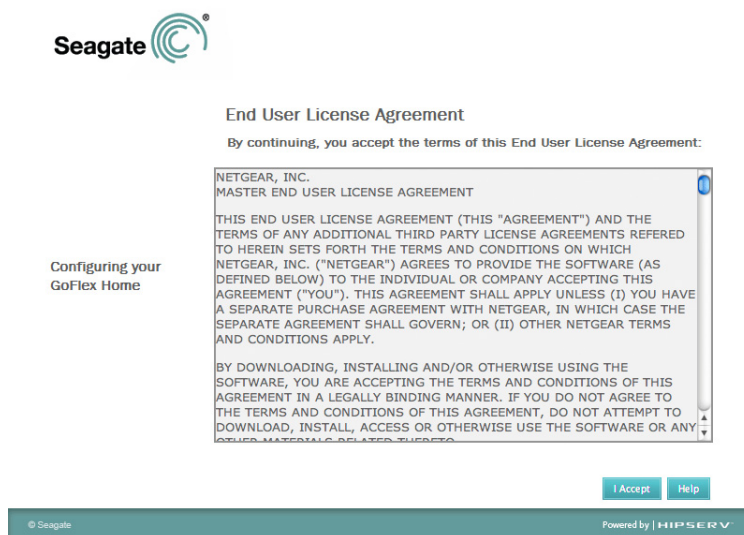 Seagate
End User License Agreement
By continuing, you accept the terms of this End User License Agreement:
Configuring your
GoFlex Home
NETGEAR, INC.
MASTER END USER LICENSE AGREEMENT
THIS END USER LICENSE AGREEMENT (THIS "AGREEMENT") AND THE
TERMS OF ANY ADDITIONAL THIRD PARTY LICENSE AGREEMENTS REFERED
TO HEREIN SETS FORTH THE TERMS AND CONDITIONS ON WHICH
NETGEAR, INC. ("NETGEAR") AGREES TO PROVIDE THE SOFTWARE (AS
DEFINED BELOW) TO THE INDIVIDUAL OR COMPANY ACCEPTING THIS
AGREEMENT ("YOU"). THIS AGREEMENT SHALL APPLY UNLESS (I) YOU HAVE
A SEPARATE PURCHASE AGREEMENT WITH NETGEAR, IN WHICH CASE THE
SEPARATE AGREEMENT SHALL GOVERN; OR (II) OTHER NETGEAR TERMS
AND CONDITIONS APPLY.
BY DOWNLOADING, INSTALLING AND/OR OTHERWISE USING THE
SOFTWARE, YOU ARE ACCEPTING THE TERMS AND CONDITIONS OF THIS
AGREEMENT IN A LEGALLY BINDING MANNER. IF YOU DO NOT AGREE TO
THE TERMS AND CONDITIONS OF THIS AGREEMENT, DO NOT ATTEMPT TO
DOWNLOAD, INSTALL, ACCESS OR OTHERWISE USE THE SOFTWARE OR ANY
OTHER MATERIALS RELATED THERETO
I Accept Help
© Seagate Powered by | HIPSERV